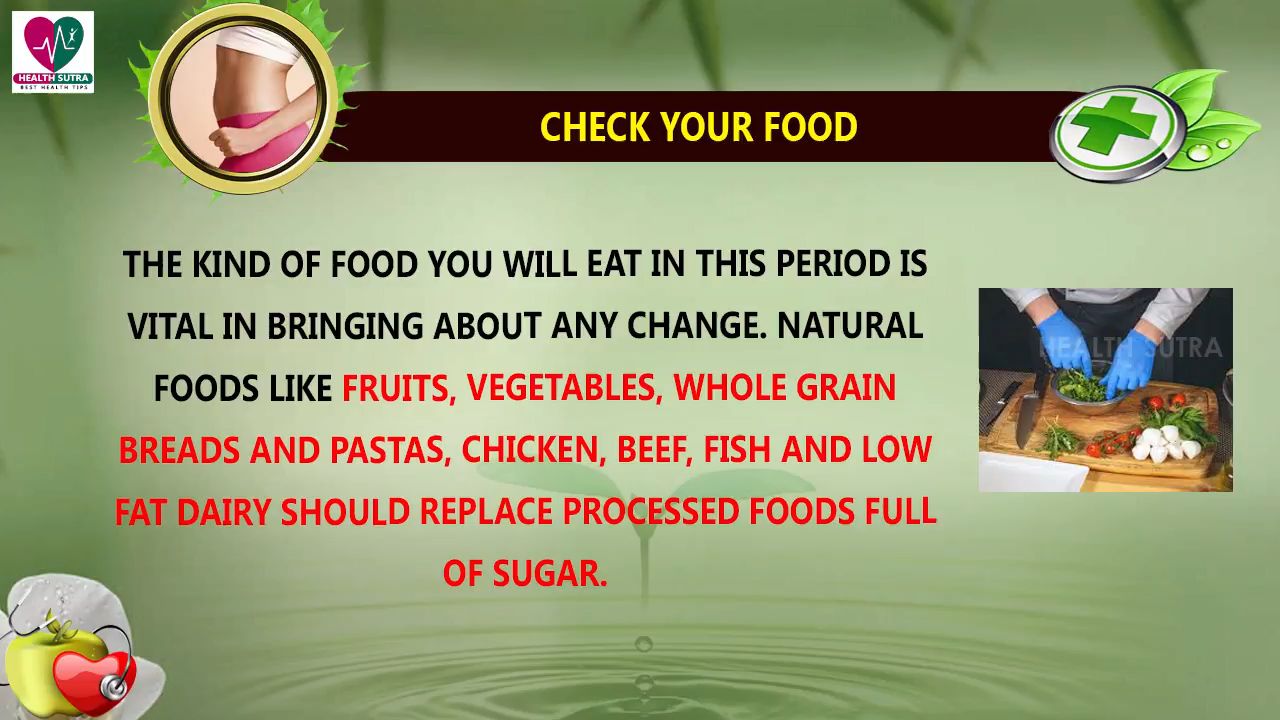 HEALTH SUTRA
BEST HEALTH TIPS
CHECK YOUR FOOD
THE KIND OF FOOD YOU WILL EAT IN THIS PERIOD IS
VITAL IN BRINGING ABOUT ANY CHANGE. NATURAL
FOODS LIKE FRUITS, VEGETABLES, WHOLE GRAIN
BREADS AND PASTAS, CHICKEN, BEEF, FISH AND LOW
FAT DAIRY SHOULD REPLACE PROCESSED FOODS FULL
OF SUGAR.
HEALTH SUTRA